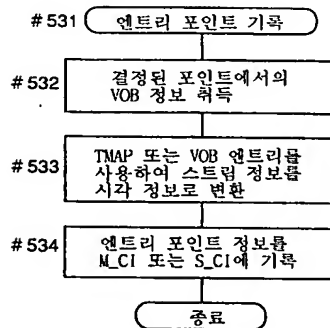 #531 엔트리 포인트 기록
#532 결정된 포인트에서의
VOB 정보 취득
#533 TMAP 또는 VOB 엔트리를
사용하여 스트림 정보를
시각 정보로 변환
#534 엔트리 포인트 정보를
M_CI 또는 S_CI에 기록
종료